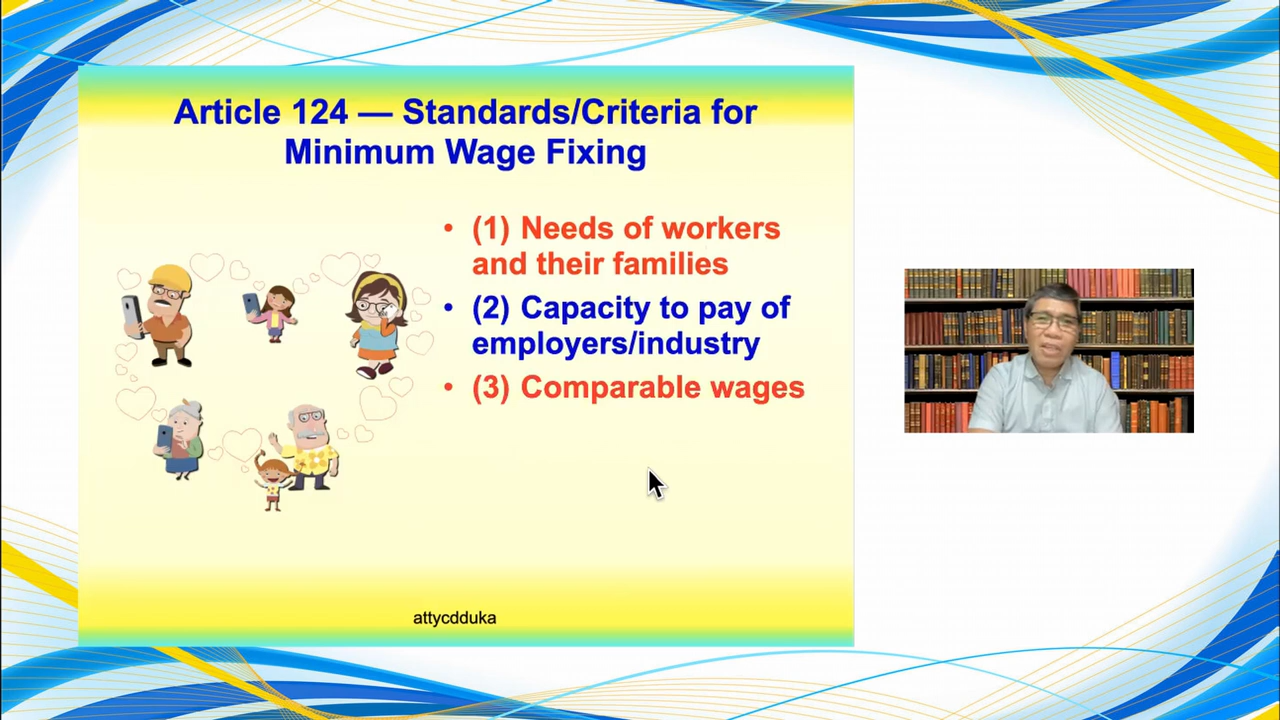 Article 124 — Standards/Criteria for
Minimum Wage Fixing
• (1) Needs of workers
and their families
• (2) Capacity to pay of
employers/industry
• (3) Comparable wages
attycdduka